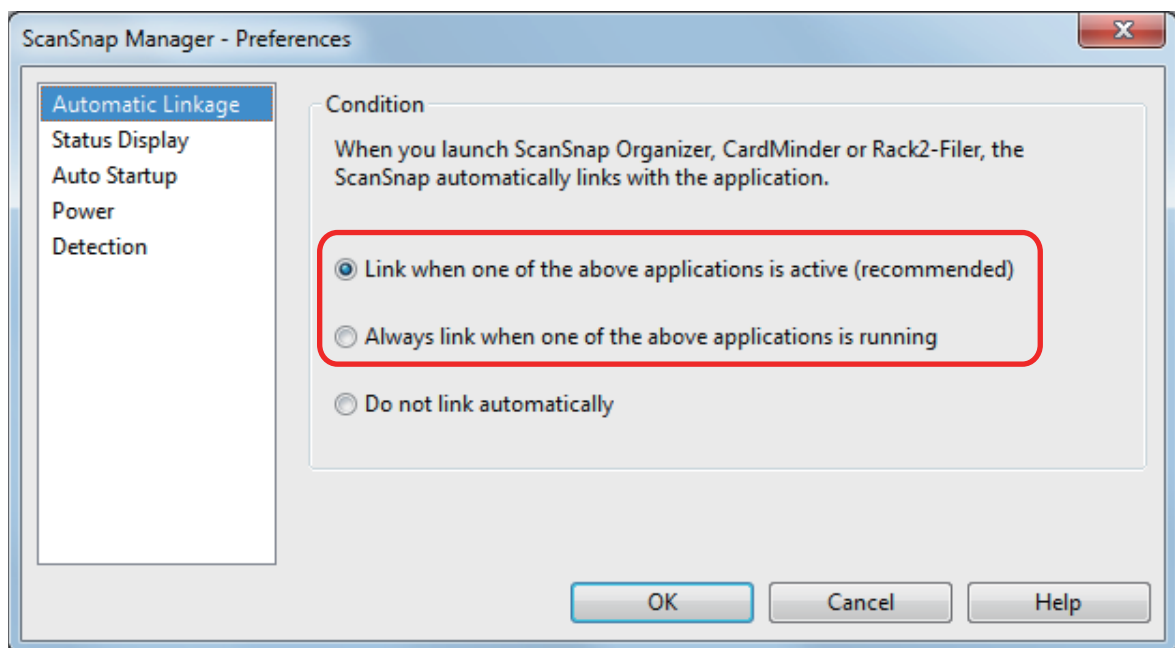 ScanSnap Manager - Preferences
Automatic Linkage
Status Display
Auto Startup
Power
Detection
Condition
When you launch ScanSnap Organizer, CardMinder or Rack2-Filer, the
ScanSnap automatically links with the application.
Link when one of the above applications is active (recommended)
Always link when one of the above applications is running
Do not link automatically
OK
Cancel
Help